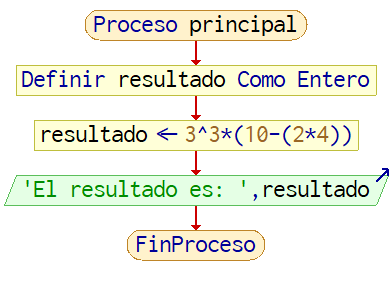 Proceso principal
Definir resultado Como Entero
resultado ← 3^3*(10-(2*4))
'El resultado es: ',resultado
FinProceso